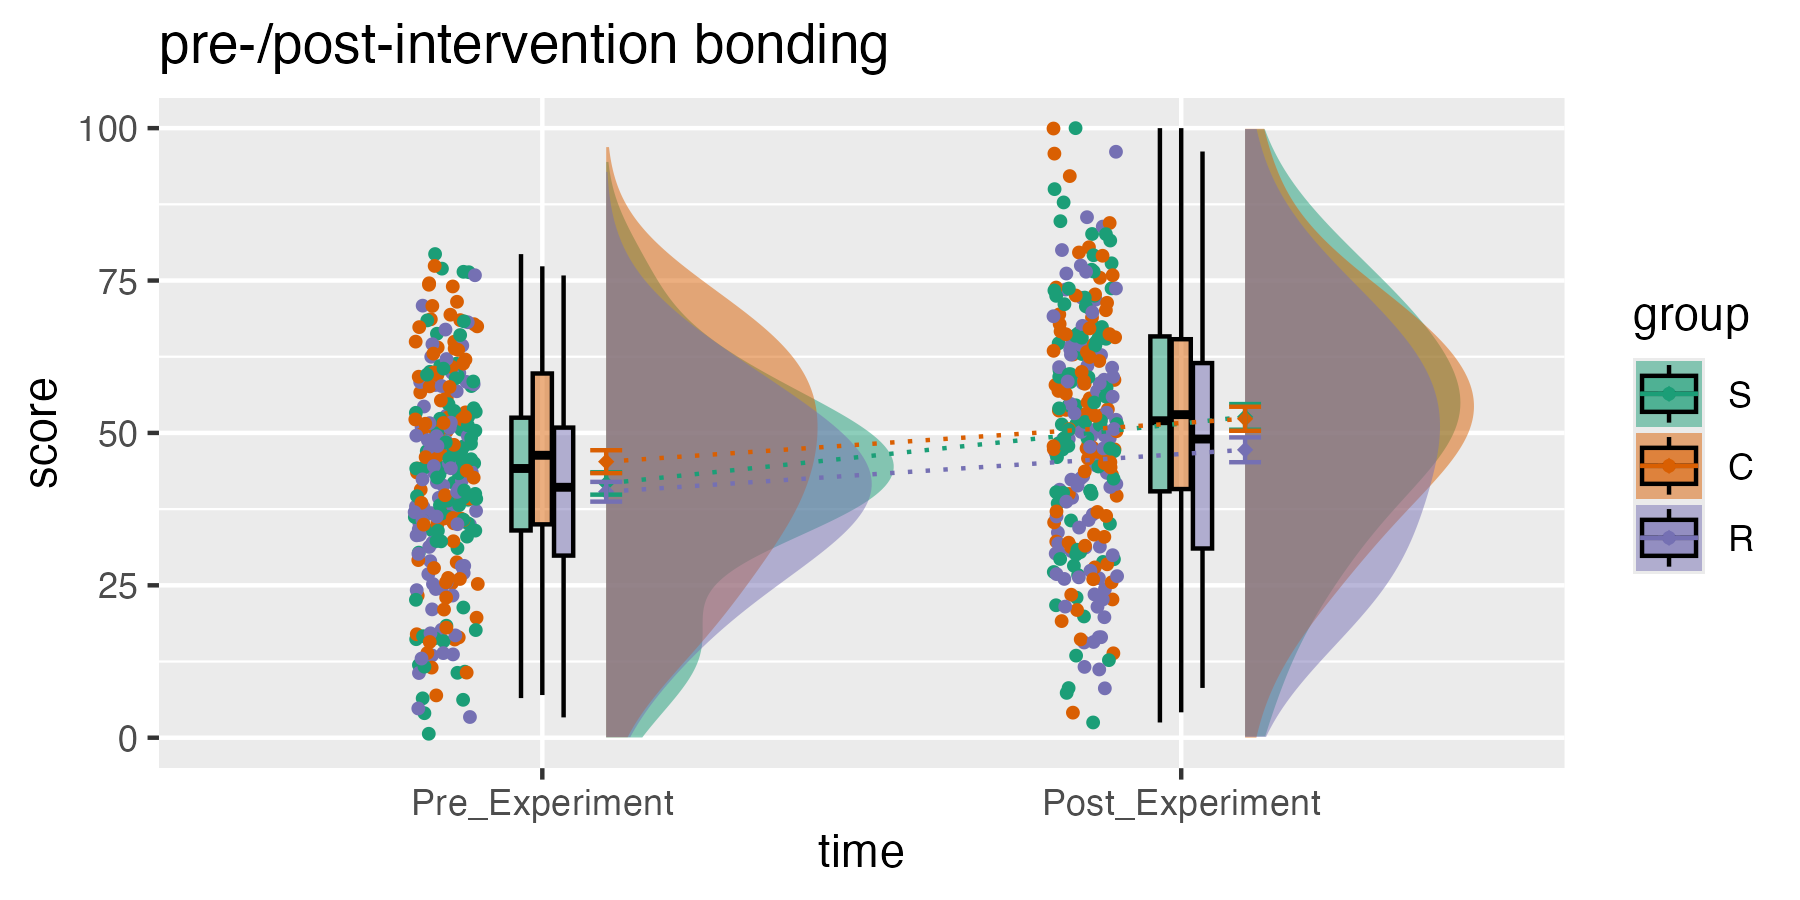 pre-/post-intervention bonding
score
100
75
50
25
0
Pre_Experiment
Post_Experiment
time
group
S
C
R